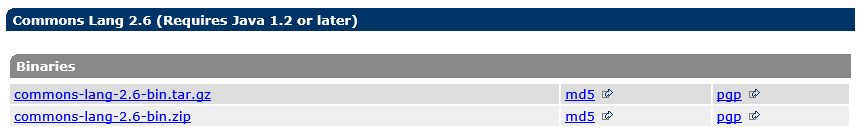 Commons Lang 2.6 (Requires Java 1.2 or later)
Binaries
commons-lang-2.6-bin.tar.gz md5 pgp
commons-lang-2.6-bin.zip md5 pgp